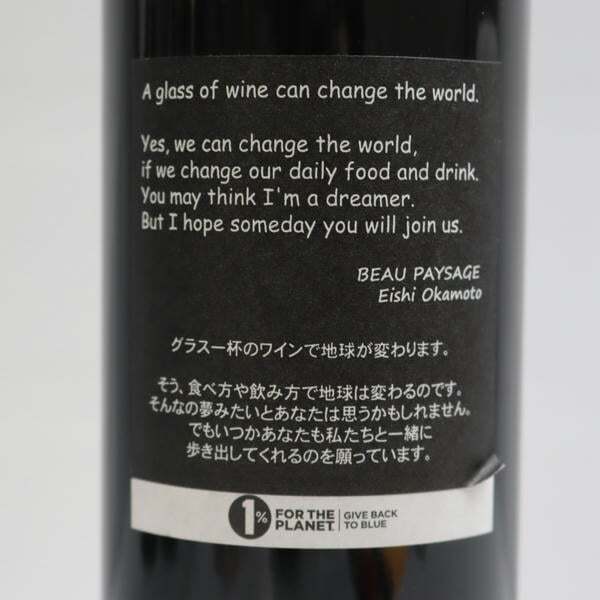 A glass of wine can change the world.
Yes, we can change the world,
if we change our daily food and drink.
You may think I'm a dreamer.
But I hope someday you will join us.
BEAU PAYSAGE
Eishi Okamoto
グラス一杯のワインで地球が変わります。
そう、食べ方や飲み方で地球は変わるのです。
そんなの夢みたいとあなたは思うかもしれません。
でもいつかあなたも私たちと一緒に
歩き出してくれるのを願っています。
1% FOR THE PLANET
GIVE BACK TO BLUE